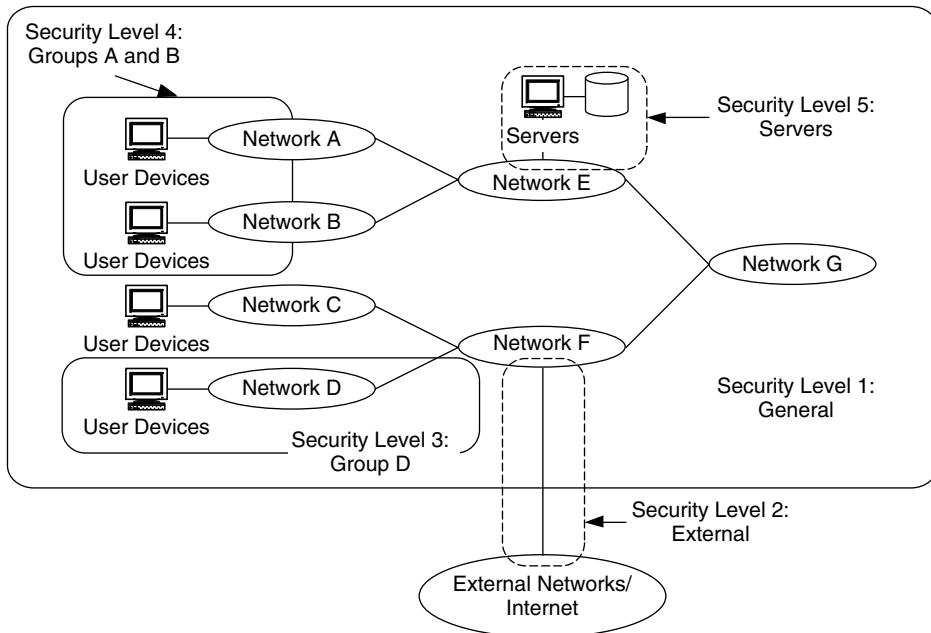 Security Level 4:
Groups A and B
User Devices
Network A
Servers
Security Level 5:
Servers
Network E
User Devices
Network B
Network G
User Devices
Network C
Network F
User Devices
Network D
Security Level 1:
General
Security Level 3:
Group D
Security Level 2:
External
External Networks/
Internet